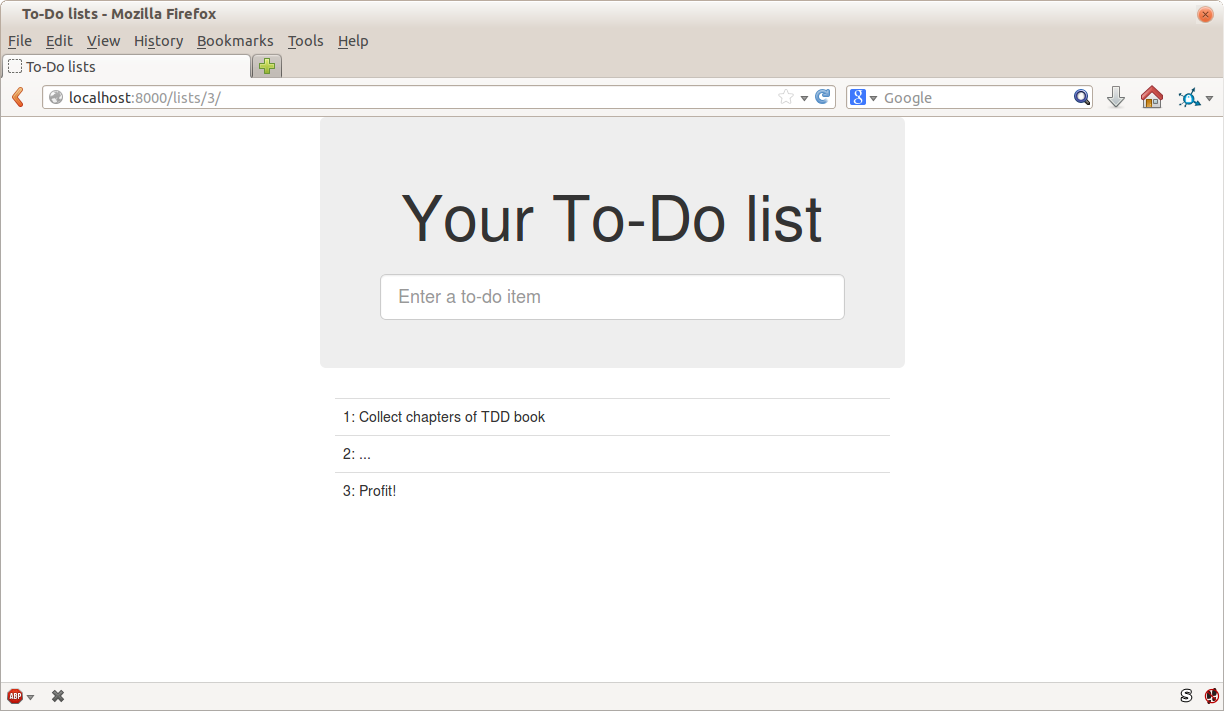 To-Do lists - Mozilla Firefox
File Edit View History Bookmarks Tools Help
To-Do lists
localhost:8000/lists/3/
8 Google
Your To-Do list
Enter a to-do item
1: Collect chapters of TDD book
2: ...
3: Profit!
ABP
S